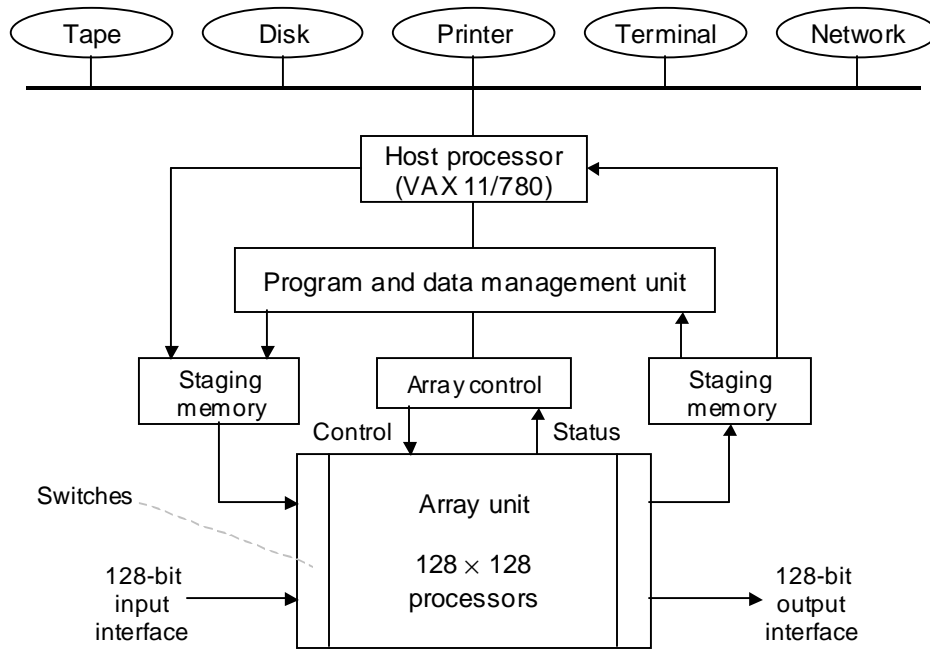 Tape
Disk
Printer
Terminal
Network
Host processor
(VAX 11/780)
Program and data management unit
Staging
memory
Array control
Staging
memory
Control
Status
Switches
Array unit
128 × 128
processors
128-bit
input
interface
128-bit
output
interface